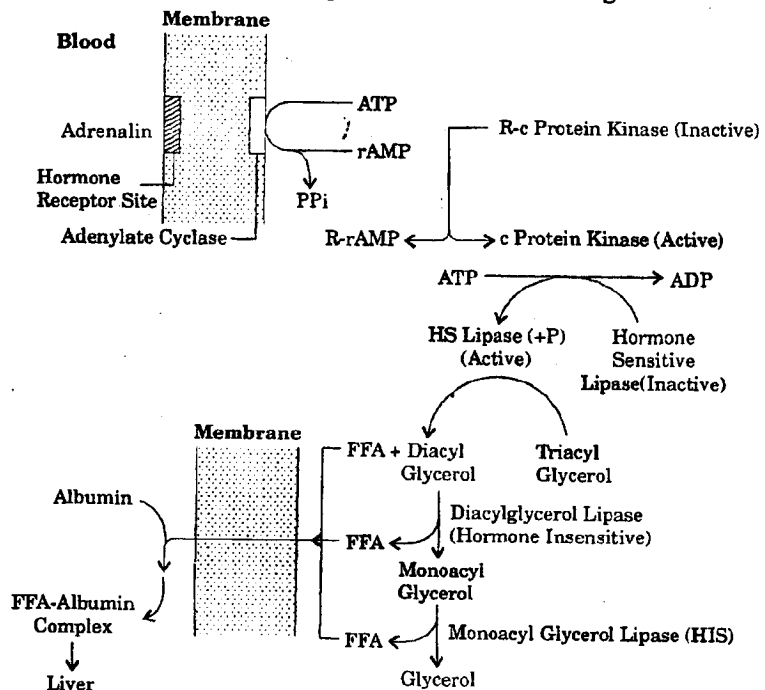 Membrane
Blood
Adrenalin
ATP
rAMP
PPi
R-c Protein Kinase (Inactive)
Hormone
Receptor Site
Adenylate Cyclase
R-rAMP
c Protein Kinase (Active)
ATP
ADP
HS Lipase (+P)
(Active)
Hormone
Sensitive
Lipase(Inactive)
Membrane
FFA + Diacyl
Glycerol
Triacyl
Glycerol
Albumin
Diacylglycerol Lipase
(Hormone Insensitive)
FFA
Monoacyl
Glycerol
FFA-Albumin
Complex
FFA
Monoacyl Glycerol Lipase (HIS)
Liver
Glycerol